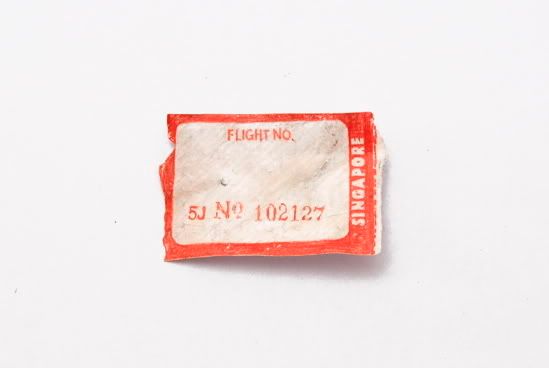 FLIGHT NO.
5J Nº 102127
SINGAPORE